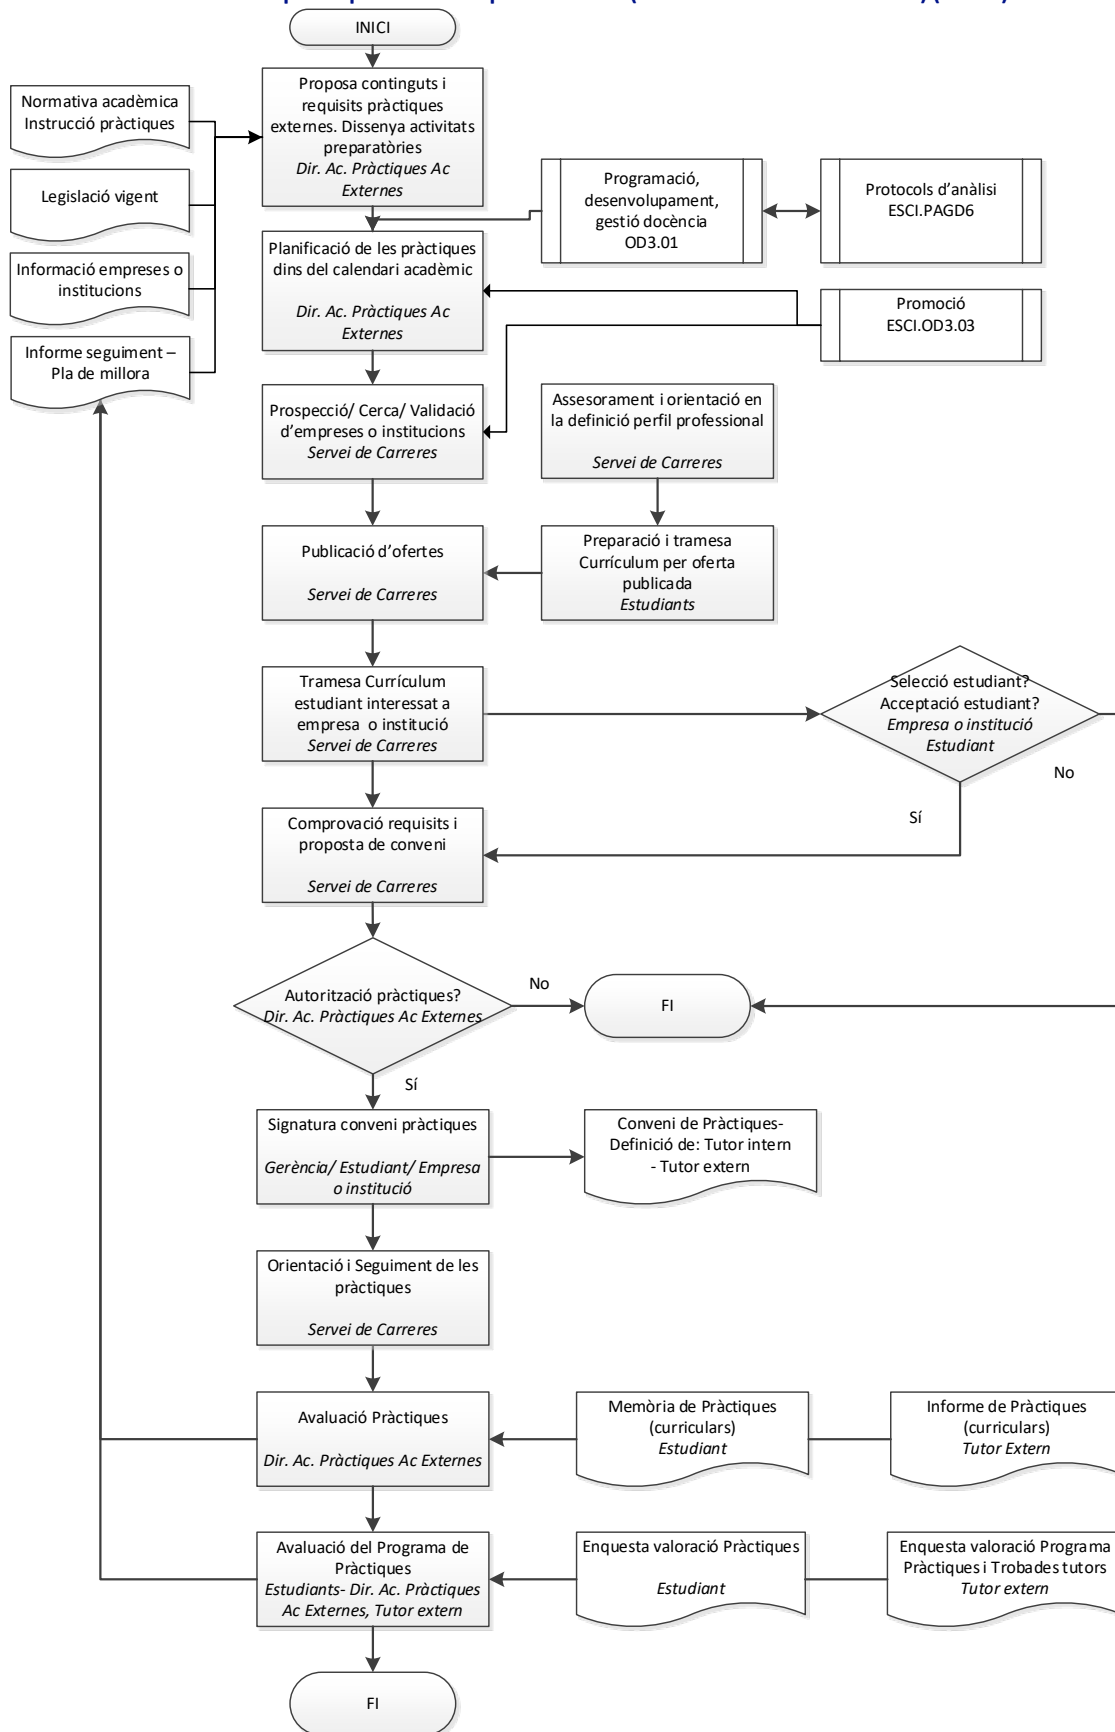 INICI
Proposa continguts i
requisits pràctiques
externes. Dissenya activitats
preparatòries
Dir. Ac. Pràctiques Ac
Externes
Normativa acadèmica
Instrucció pràctiques
Legislació vigent
Informació empreses o
institucions
Informe seguiment –
Pla de millora
Programació,
desenvolupament,
gestió docència
OD3.01
Protocols d’anàlisi
ESCI.PAGD6
Planificació de les pràctiques
dins del calendari acadèmic
Dir. Ac. Pràctiques Ac
Externes
Promoció
ESCI.OD3.03
Prospecció/ Cerca/ Validació
d’empreses o institucions
Servei de Carreres
Assesorament i orientació en
la definició perfil professional
Servei de Carreres
Publicació d’ofertes
Servei de Carreres
Preparació i tramesa
Currículum per oferta
publicada
Estudiants
Tramesa Currículum
estudiant interessat a
empresa  o institució
Servei de Carreres
Selecció estudiant?
Acceptació estudiant?
Empresa o institució
Estudiant
No
Sí
Comprovació requisits i
proposta de conveni
Servei de Carreres
Autorització pràctiques?
Dir. Ac. Pràctiques Ac Externes
No
FI
Sí
Signatura conveni pràctiques
Gerència/ Estudiant/ Empresa
o institució
Conveni de Pràctiques-
Definició de: Tutor intern
- Tutor extern
Orientació i Seguiment de les
pràctiques
Servei de Carreres
Avaluació Pràctiques
Dir. Ac. Pràctiques Ac Externes
Memòria de Pràctiques
(curriculars)
Estudiant
Informe de Pràctiques
(curriculars)
Tutor Extern
Avaluació del Programa de
Pràctiques
Estudiants- Dir. Ac. Pràctiques
Ac Externes, Tutor extern
Enquesta valoració Pràctiques
Estudiant
Enquesta valoració Programa
Pràctiques i Trobades tutors
Tutor extern
FI